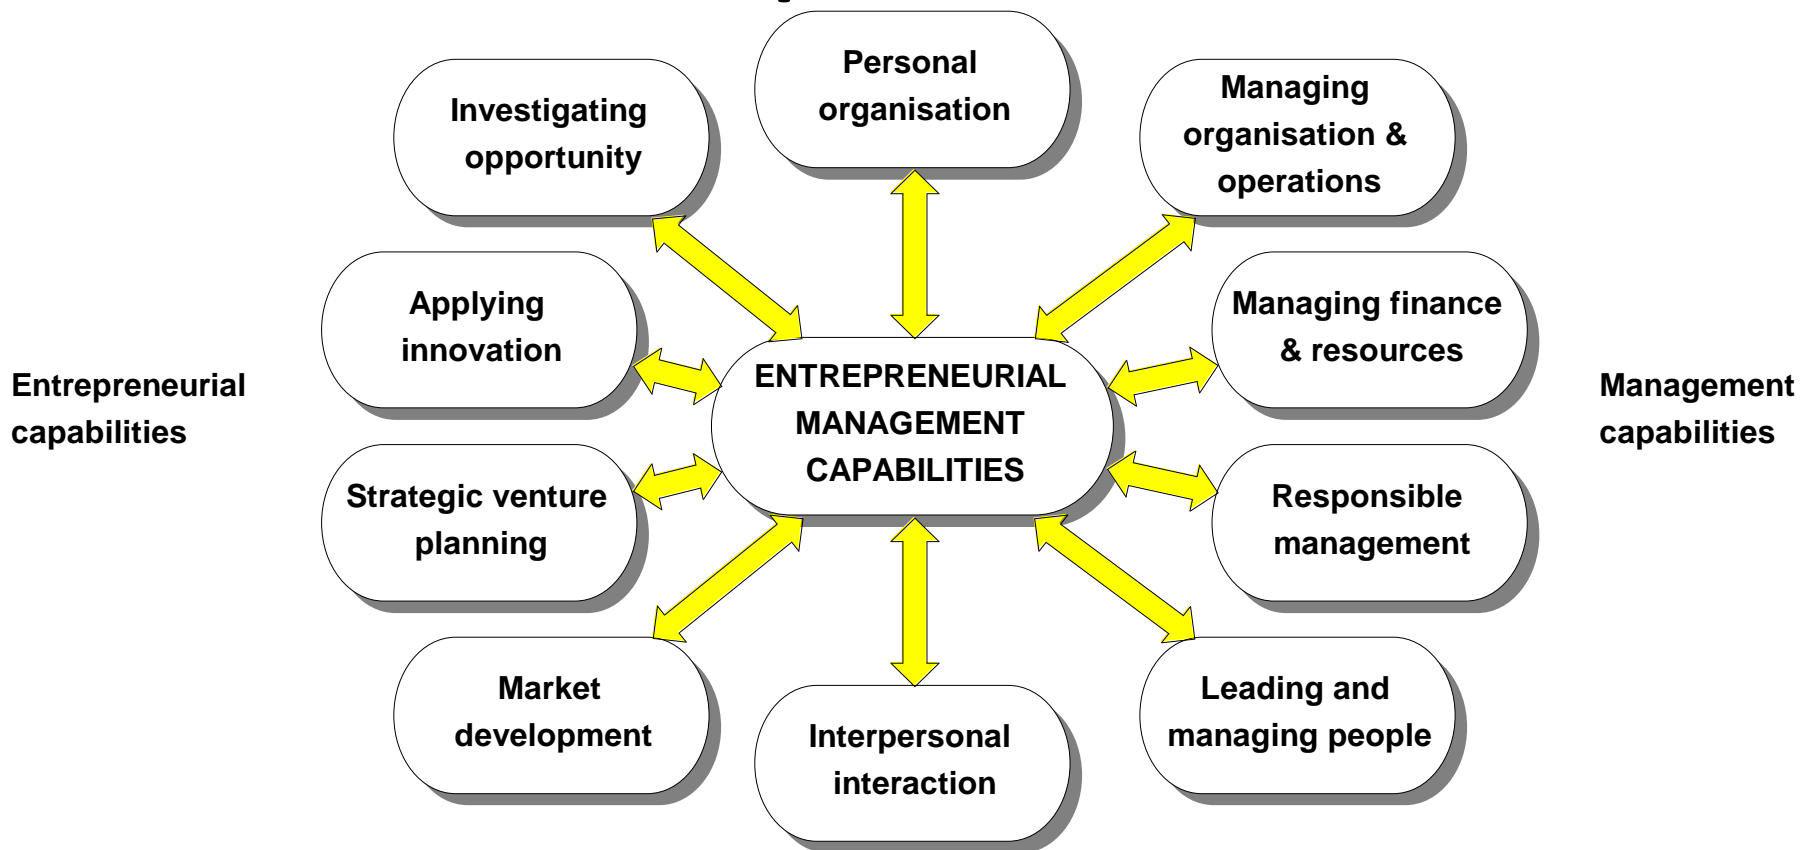 Personal
organisation
Investigating
opportunity
Managing
organisation &
operations
Applying
innovation
Managing finance
& resources
Entrepreneurial
capabilities
ENTREPRENEURIAL
MANAGEMENT
CAPABILITIES
Management
capabilities
Strategic venture
planning
Responsible
management
Market
development
Interpersonal
interaction
Leading and
managing people